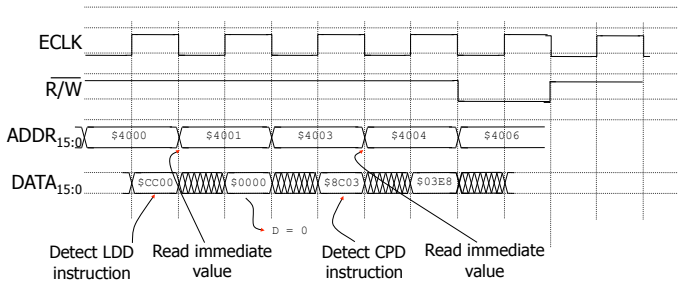 ECLK
R/W
ADDR15:0 $4000 $4001 $4003 $4004 $4006
DATA15:0 $CC00 $0000 $8C03 $03E8
D = 0
Detect LDD instruction
Read immediate value
Detect CPD instruction
Read immediate value